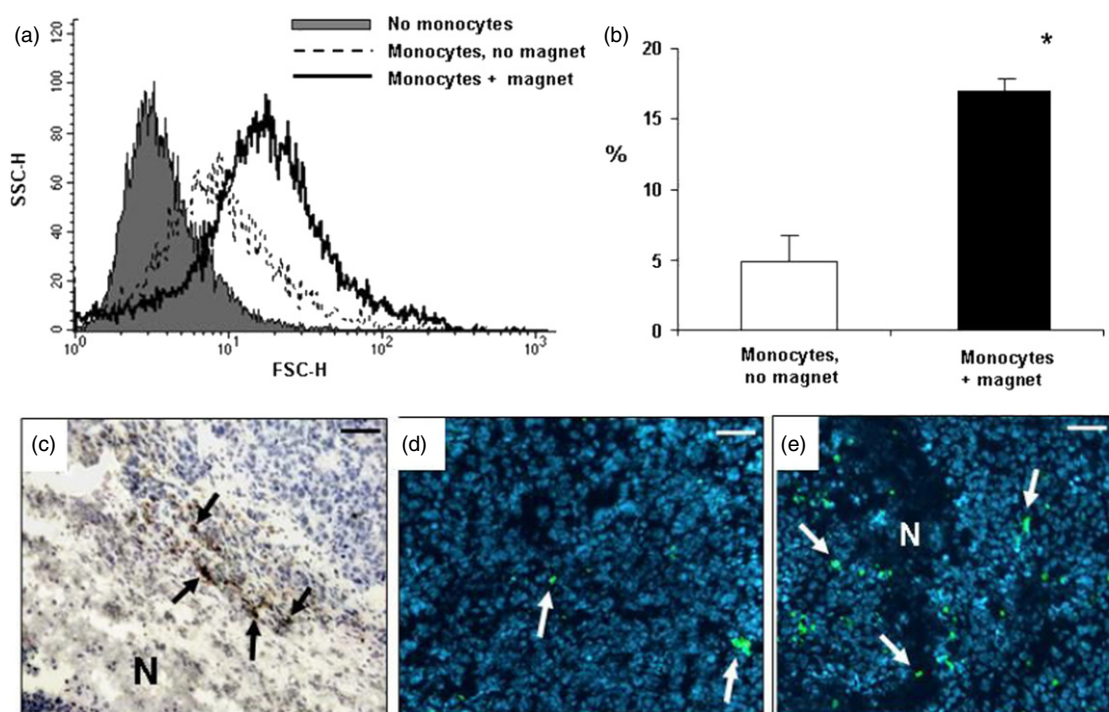 (a)
No monocytes
Monocytes, no magnet
Monocytes + magnet
120
100
80
60
40
20
0
SSC-H
10⁰
10¹
10²
10³
FSC-H
(b)
*
20
15
10
5
0
%
Monocytes,
no magnet
Monocytes
+ magnet
(c)
N
(d)
(e)
N